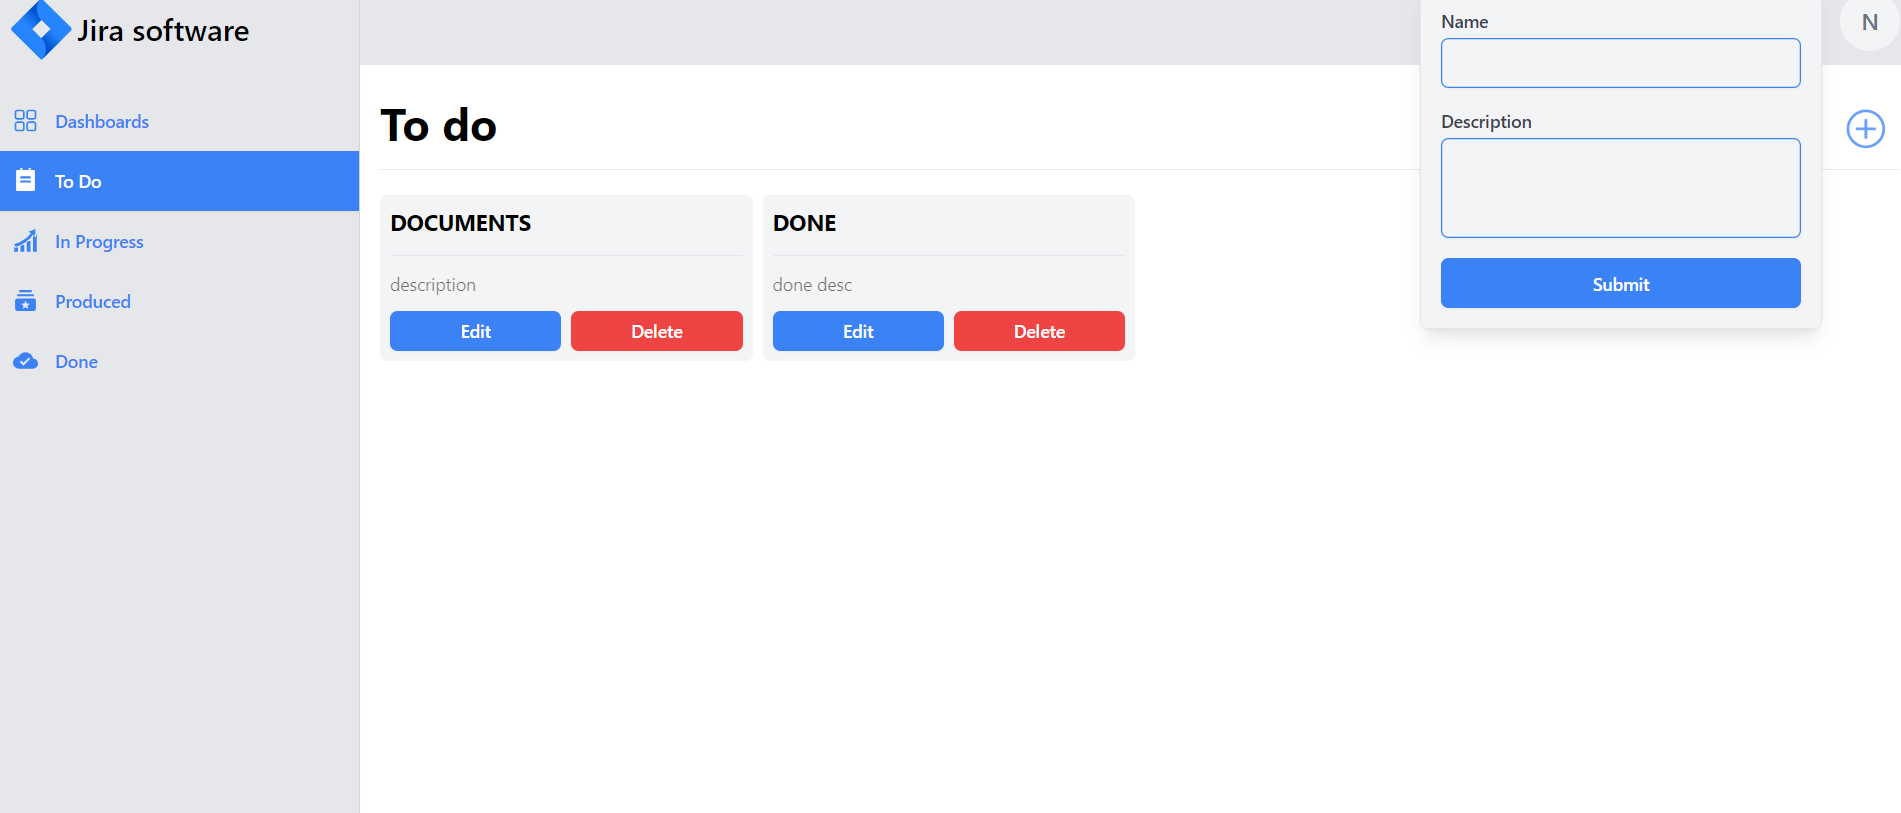 Jira software
Dashboards
To Do
In Progress
Produced
Done
N
To do
DOCUMENTS
description
Edit
Delete
DONE
done desc
Edit
Delete
Name
Description
Submit